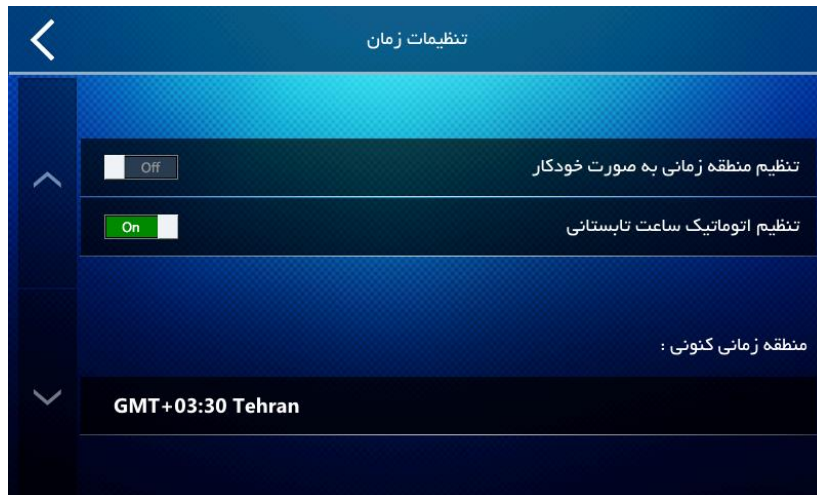 تنظیمات زمان
تنظیم منطقه زمانی به صورت خودکار
Off
تنظیم اتوماتیک ساعت تابستانی
On
منطقه زمانی کنونی :
GMT+03:30 Tehran